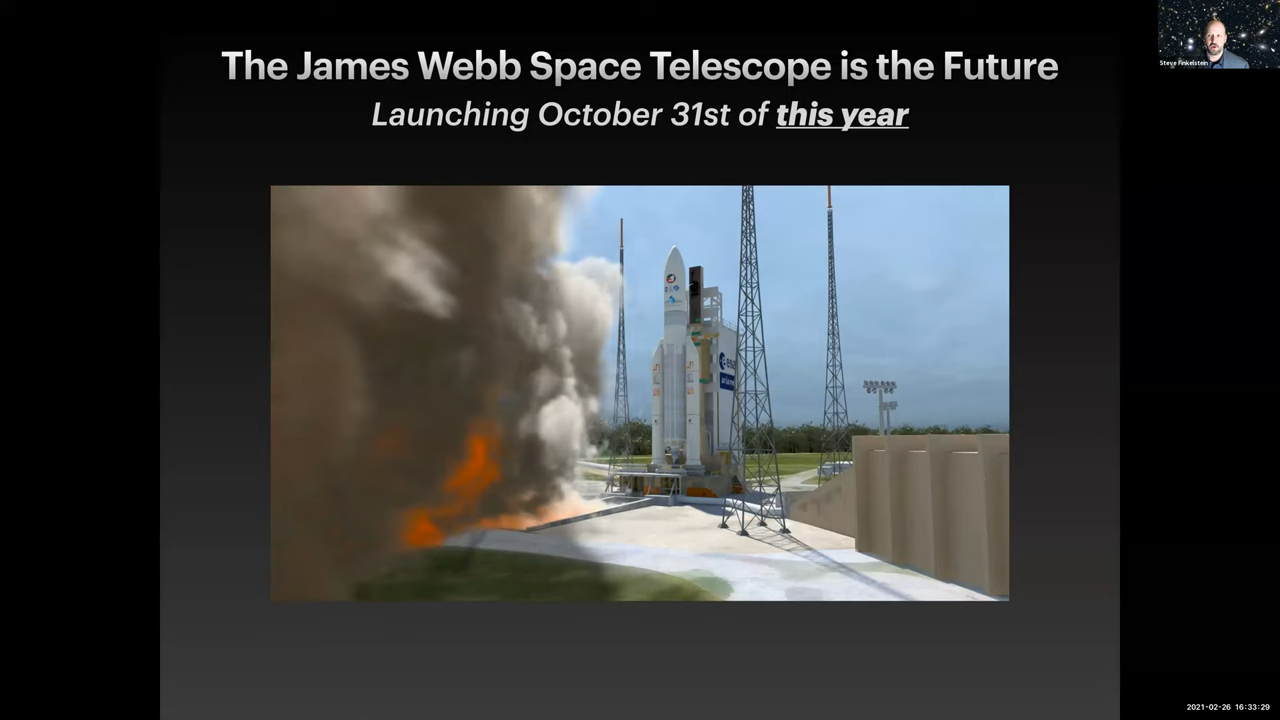 The James Webb Space Telescope is the Future
Launching October 31st of this year
Steve Finkelstein
esa
2021-02-26 16:33:29